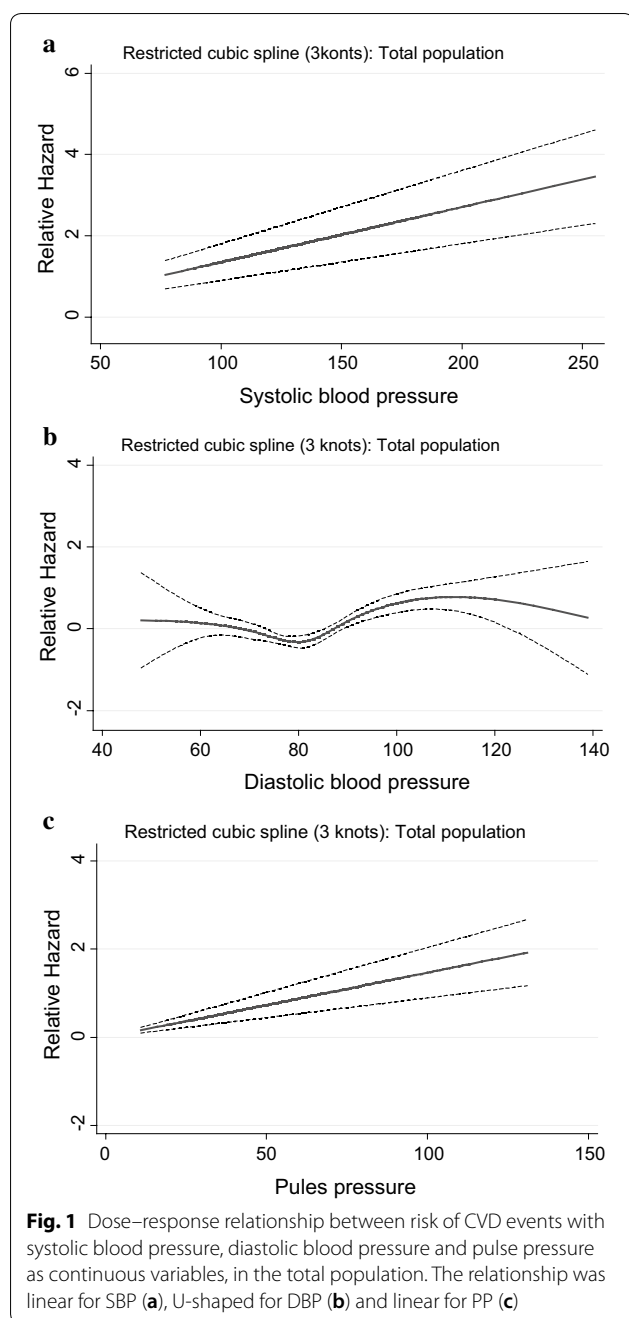 a
Restricted cubic spline (3konts): Total population
6
4
2
0
Relative Hazard
50 100 150 200 250
Systolic blood pressure
b
Restricted cubic spline (3 knots): Total population
4
2
0
-2
Relative Hazard
40 60 80 100 120 140
Diastolic blood pressure
c
Restricted cubic spline (3 knots): Total population
4
2
0
-2
Relative Hazard
0 50 100 150
Pules pressure
Fig. 1 Dose–response relationship between risk of CVD events with
systolic blood pressure, diastolic blood pressure and pulse pressure
as continuous variables, in the total population. The relationship was
linear for SBP (a), U-shaped for DBP (b) and linear for PP (c)